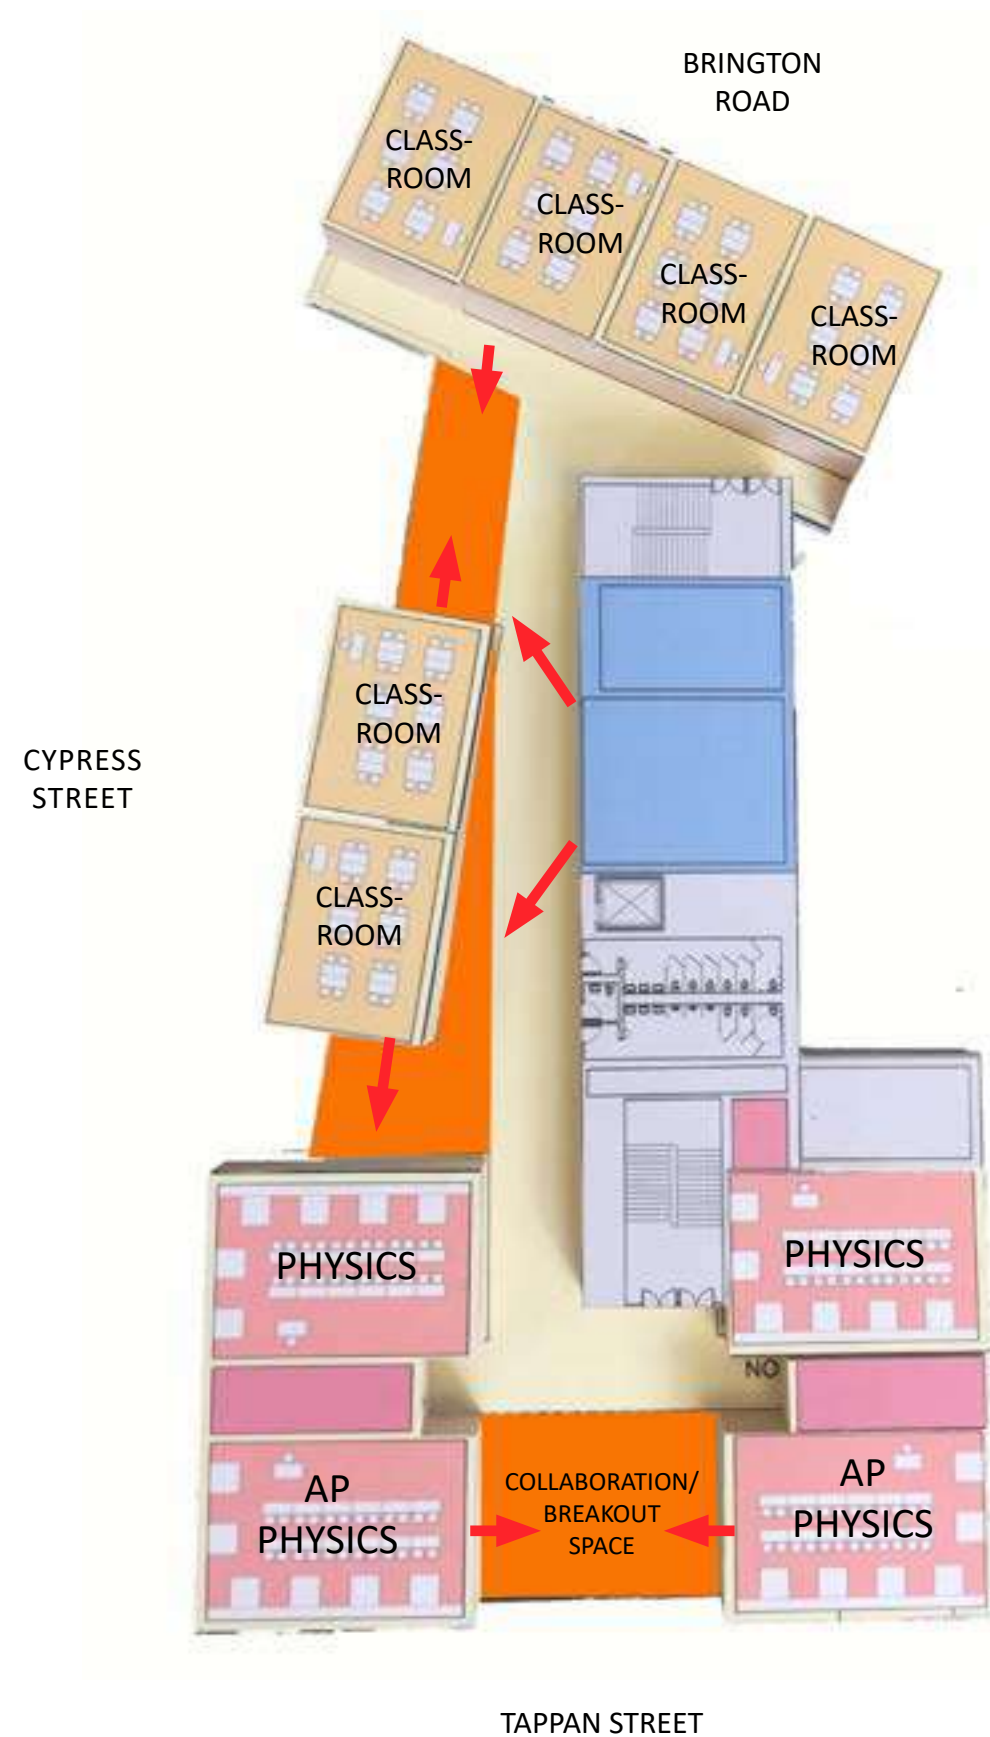 BRINGTON
ROAD
CLASS-
ROOM
CLASS-
ROOM
CLASS-
ROOM
CLASS-
ROOM
CLASS-
ROOM
CYPRESS
STREET
CLASS-
ROOM
PHYSICS
PHYSICS
NO
AP
PHYSICS
COLLABORATION/
BREAKOUT
SPACE
AP
PHYSICS
TAPPAN STREET